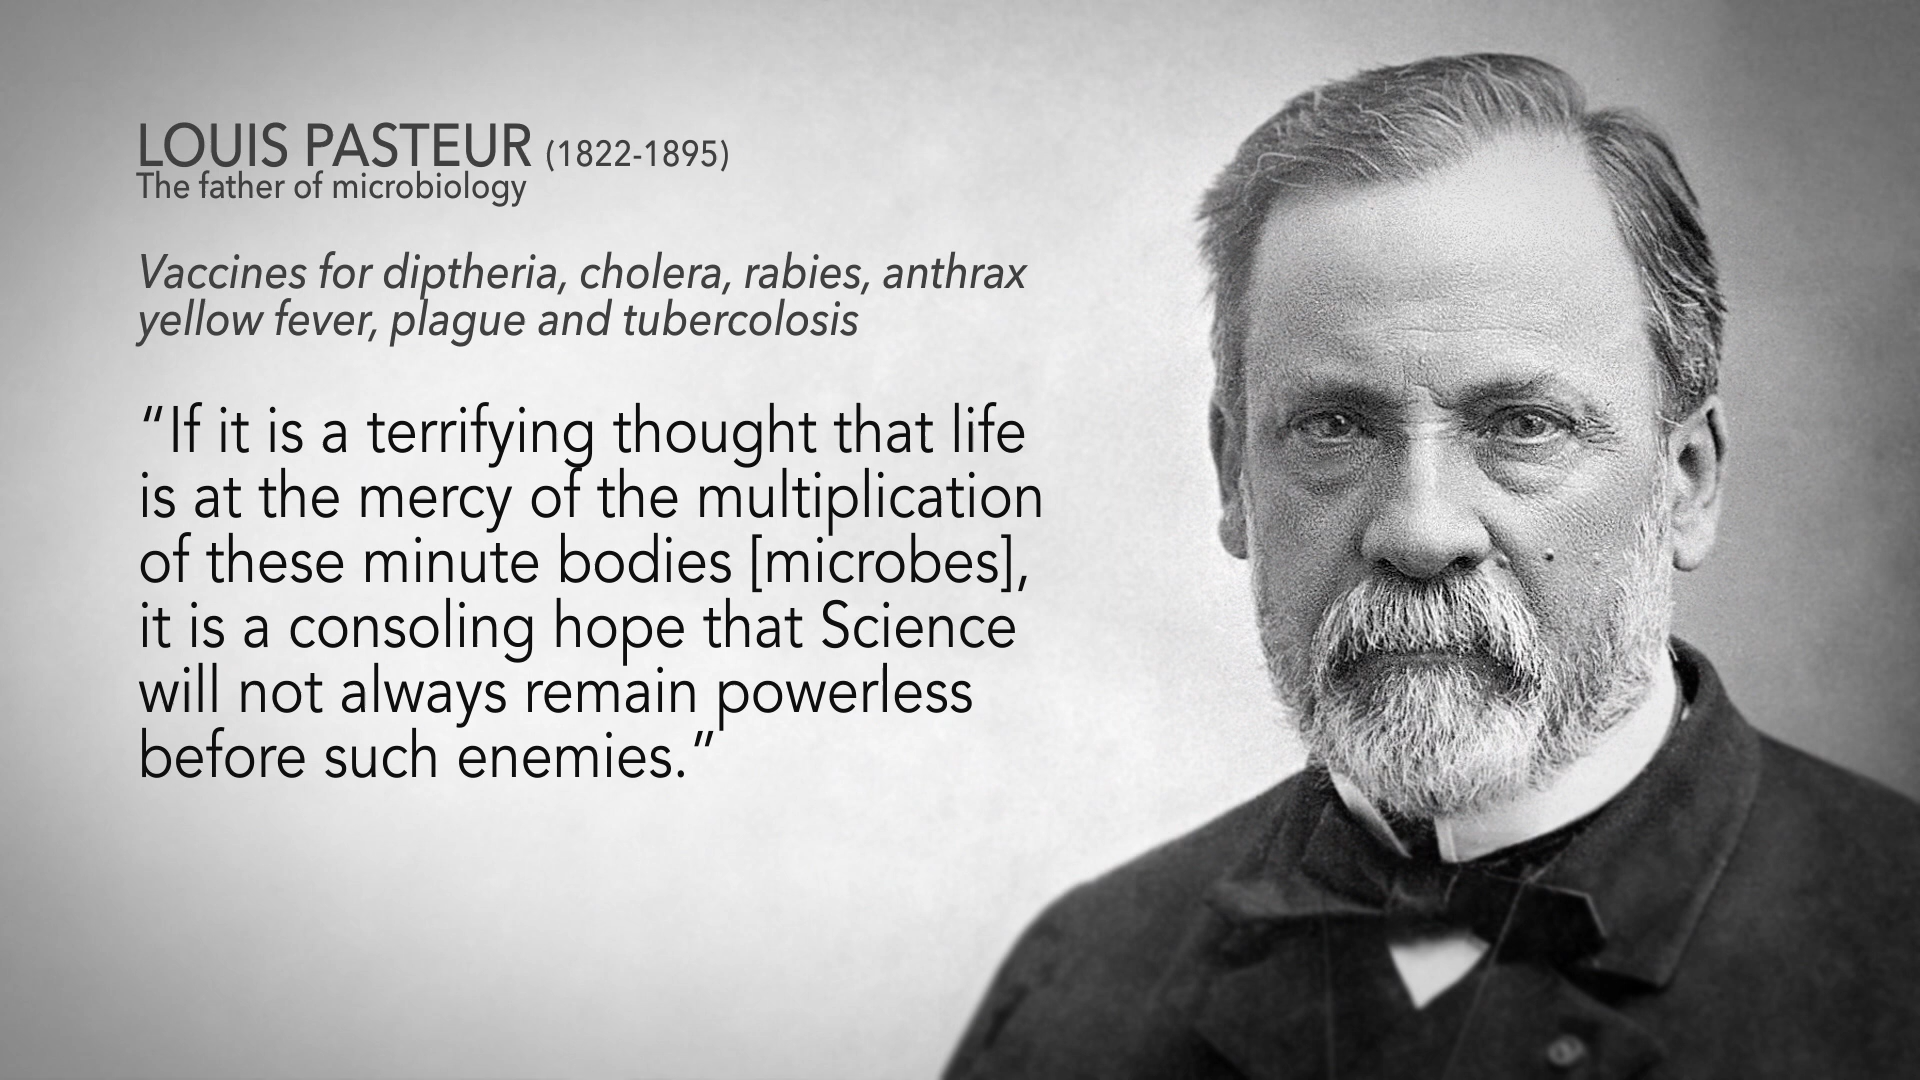 LOUIS PASTEUR (1822-1895)
The father of microbiology
Vaccines for diptheria, cholera, rabies, anthrax
yellow fever, plague and tubercolosis
“If it is a terrifying thought that life
is at the mercy of the multiplication
of these minute bodies [microbes],
it is a consoling hope that Science
will not always remain powerless
before such enemies.”